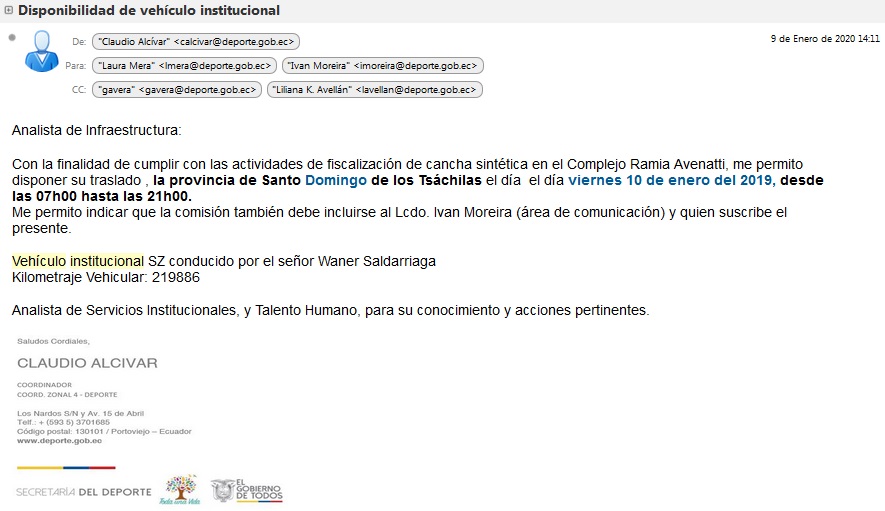 Disponibilidad de vehículo institucional
9 de Enero de 2020 14:11
De: "Claudio Alcívar" <calcivar@deporte.gob.ec>
Para: "Laura Mera" <lmera@deporte.gob.ec> "Ivan Moreira" <imoreira@deporte.gob.ec>
CC: "gavera" <gavera@deporte.gob.ec> "Liliana K. Avellán" <lavellan@deporte.gob.ec>
Analista de Infraestructura:
Con la finalidad de cumplir con las actividades de fiscalización de cancha sintética en el Complejo Ramia Avenatti, me permito
disponer su traslado , la provincia de Santo Domingo de los Tsáchilas el día  el día viernes 10 de enero del 2019, desde
las 07h00 hasta las 21h00.
Me permito indicar que la comisión también debe incluirse al Lcdo. Ivan Moreira (área de comunicación) y quien suscribe el
presente.
Vehículo institucional SZ conducido por el señor Waner Saldarriaga
Kilometraje Vehicular: 219886
Analista de Servicios Institucionales, y Talento Humano, para su conocimiento y acciones pertinentes.
Saludos Cordiales,
CLAUDIO ALCIVAR
COORDINADOR
COORD. ZONAL 4 - DEPORTE
Los Nardos S/N y Av. 15 de Abril
Telf.: + (593 5) 3701685
Código postal: 130101 / Portoviejo – Ecuador
www.deporte.gob.ec
SECRETARÍA DEL DEPORTE
Toda una Vida
EL
GOBIERNO
DE TODOS